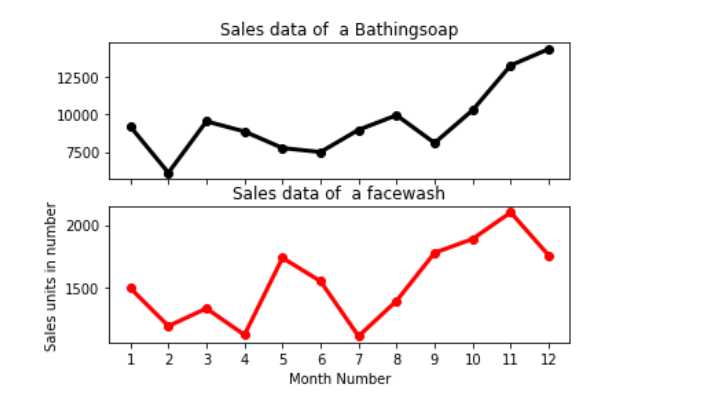 Sales data of  a Bathingsoap
12500
10000
7500
Sales data of  a facewash
Sales units in number
2000
1500
1 2 3 4 5 6 7 8 9 10 11 12
Month Number